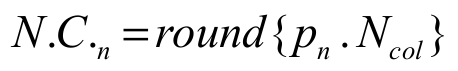 N.C.ₙ = round{pₙ . N_col}